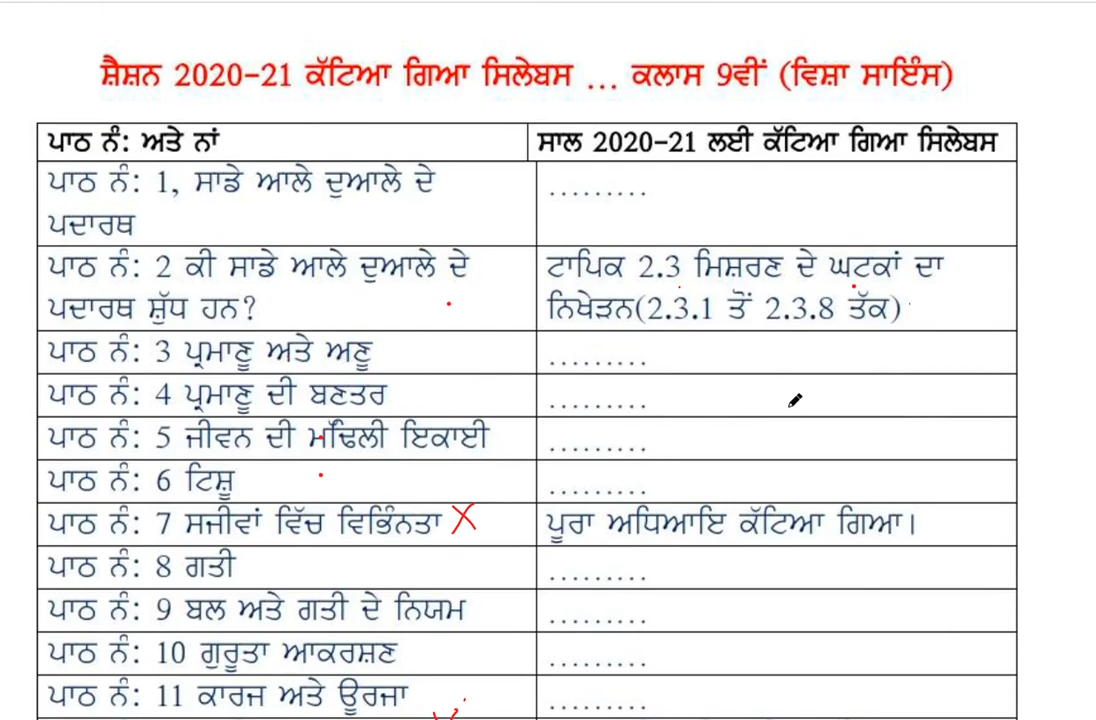 ਸ਼ੈਸ਼ਨ 2020-21 ਕੱਟਿਆ ਗਿਆ ਸਿਲੇਬਸ ... ਕਲਾਸ 9ਵੀਂ (ਵਿਸ਼ਾ ਸਾਇੰਸ)
ਪਾਠ ਨੰ: ਅਤੇ ਨਾਂ ਸਾਲ 2020-21 ਲਈ ਕੱਟਿਆ ਗਿਆ ਸਿਲੇਬਸ
ਪਾਠ ਨੰ: 1, ਸਾਡੇ ਆਲੇ ਦੁਆਲੇ ਦੇ .........
ਪਦਾਰਥ
ਪਾਠ ਨੰ: 2 ਕੀ ਸਾਡੇ ਆਲੇ ਦੁਆਲੇ ਦੇ ਟਾਪਿਕ 2.3 ਮਿਸ਼ਰਣ ਦੇ ਘਟਕਾਂ ਦਾ
ਪਦਾਰਥ ਸ਼ੁੱਧ ਹਨ? ਨਿਖੇੜਨ(2.3.1 ਤੋਂ 2.3.8 ਤੱਕ)
ਪਾਠ ਨੰ: 3 ਪ੍ਰਮਾਣੂ ਅਤੇ ਅਣੂ .........
ਪਾਠ ਨੰ: 4 ਪ੍ਰਮਾਣੂ ਦੀ ਬਣਤਰ .........
ਪਾਠ ਨੰ: 5 ਜੀਵਨ ਦੀ ਮੱਢਿਲੀ ਇਕਾਈ .........
ਪਾਠ ਨੰ: 6 ਟਿਸ਼ੂ .........
ਪਾਠ ਨੰ: 7 ਸਜੀਵਾਂ ਵਿੱਚ ਵਿਭਿੰਨਤਾ X ਪੂਰਾ ਅਧਿਆਇ ਕੱਟਿਆ ਗਿਆ।
ਪਾਠ ਨੰ: 8 ਗਤੀ .........
ਪਾਠ ਨੰ: 9 ਬਲ ਅਤੇ ਗਤੀ ਦੇ ਨਿਯਮ .........
ਪਾਠ ਨੰ: 10 ਗੁਰੂਤਾ ਆਕਰਸ਼ਣ .........
ਪਾਠ ਨੰ: 11 ਕਾਰਜ ਅਤੇ ਊਰਜਾ .........